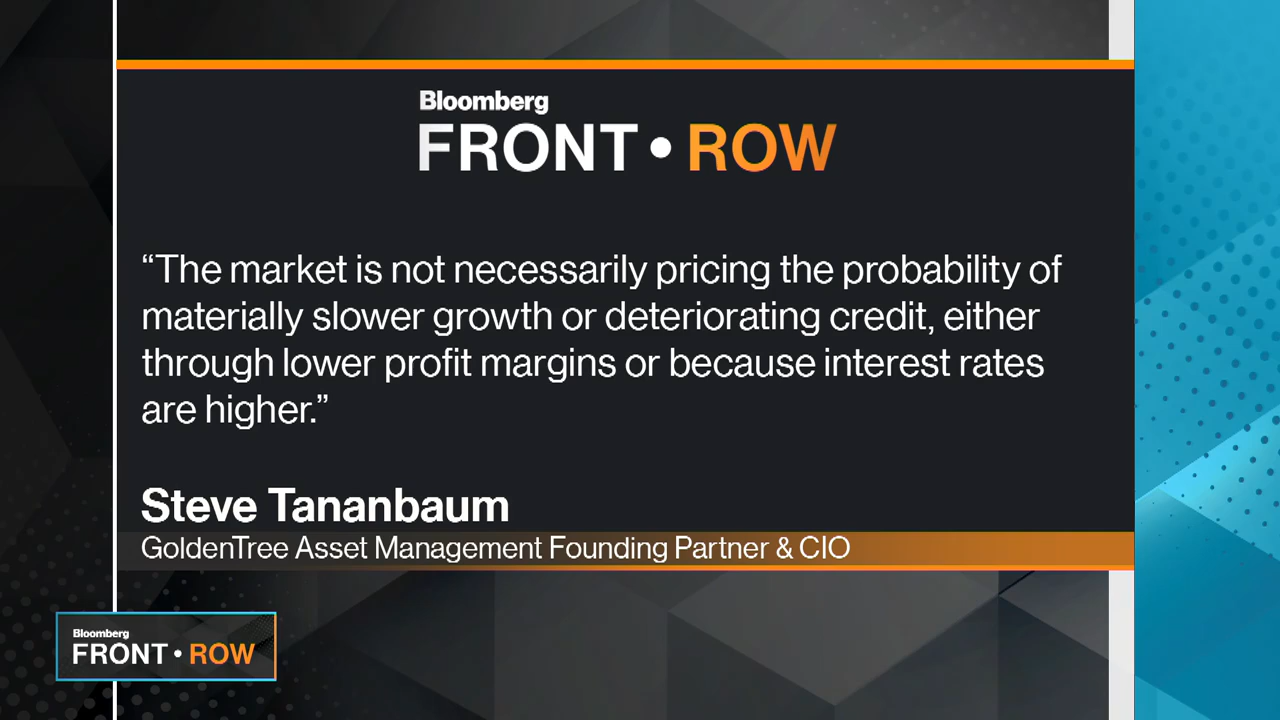 Bloomberg
FRONT • ROW
“The market is not necessarily pricing the probability of
materially slower growth or deteriorating credit, either
through lower profit margins or because interest rates
are higher.”
Steve Tananbaum
GoldenTree Asset Management Founding Partner & CIO
Bloomberg
FRONT • ROW